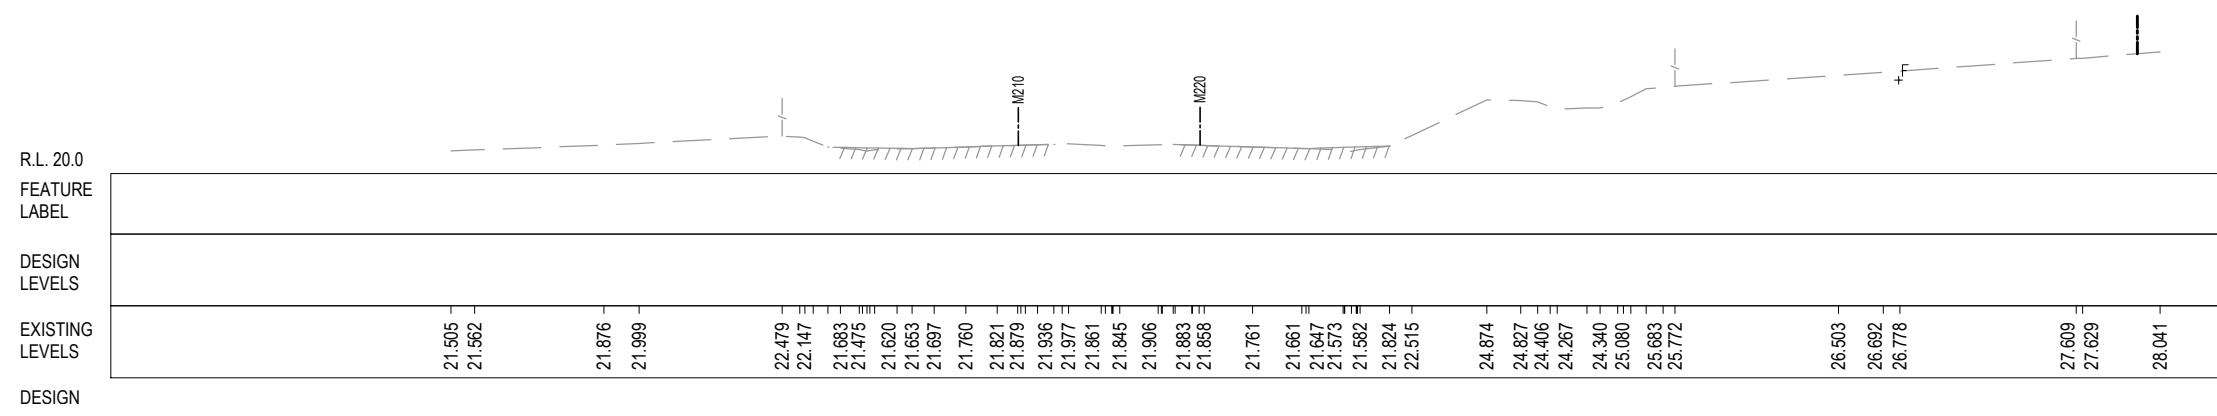 M210
M220
R.L. 20.0
FEATURE
LABEL
DESIGN
LEVELS
EXISTING
LEVELS
21.505 21.562 21.876 21.999 22.479 22.147 21.683 21.475 21.620 21.653 21.697 21.760 21.821 21.879 21.936 21.977 21.861 21.845 21.906 21.883 21.858 21.761 21.661 21.647 21.573 21.582 21.824 22.515 24.874 24.827 24.406 24.267 24.340 25.080 25.683 25.772 26.503 26.692 26.778 27.609 27.629 28.041
DESIGN